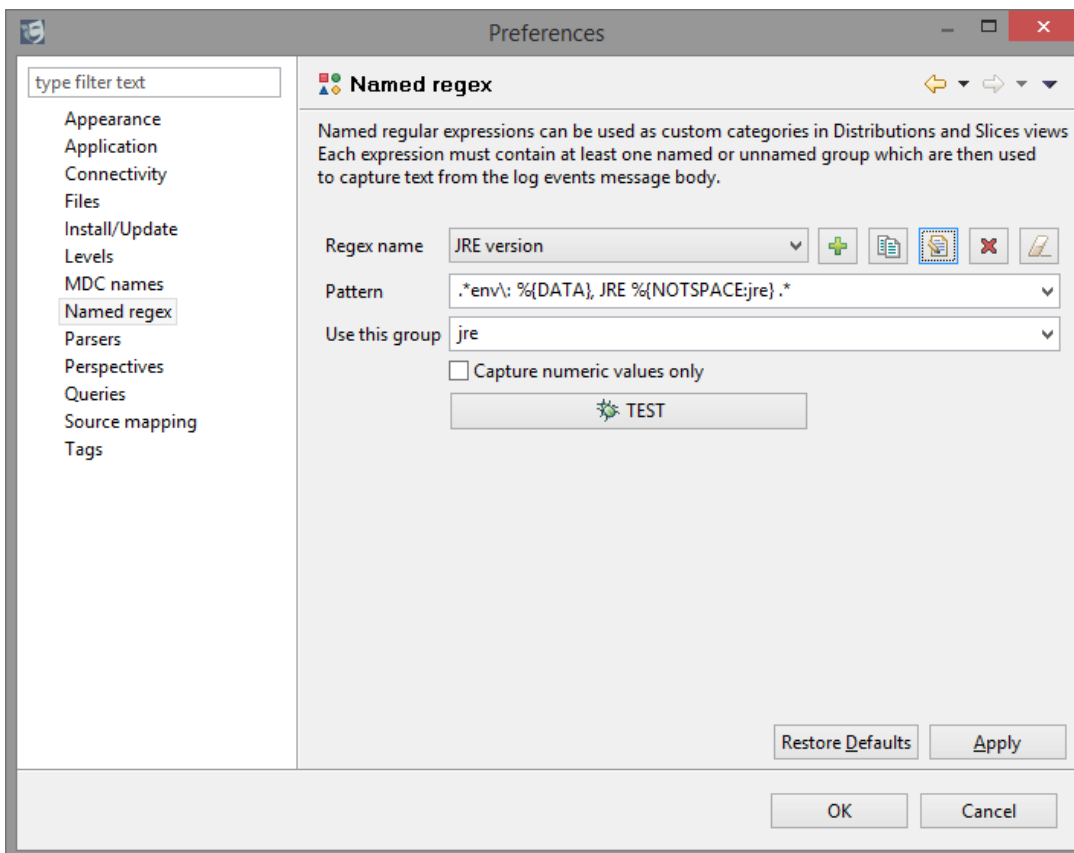 Preferences
type filter text
Appearance
Application
Connectivity
Files
Install/Update
Levels
MDC names
Named regex
Parsers
Perspectives
Queries
Source mapping
Tags
Named regex
Named regular expressions can be used as custom categories in Distributions and Slices views
Each expression must contain at least one named or unnamed group which are then used
to capture text from the log events message body.
Regex name JRE version
Pattern .*env\: %{DATA}, JRE %{NOTSPACE:jre} .*
Use this group jre
Capture numeric values only
TEST
Restore Defaults Apply
OK Cancel